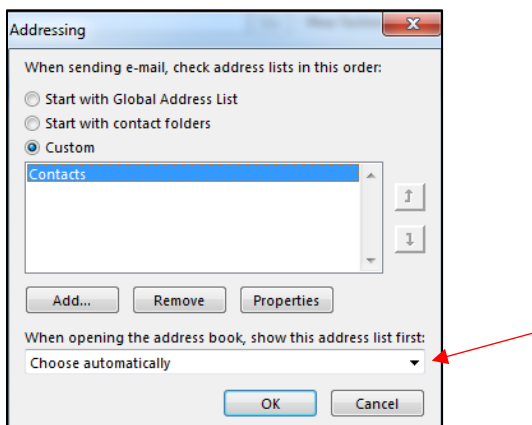 Addressing
When sending e-mail, check address lists in this order:
Start with Global Address List
Start with contact folders
Custom
Contacts
Add... Remove Properties
When opening the address book, show this address list first:
Choose automatically
OK Cancel